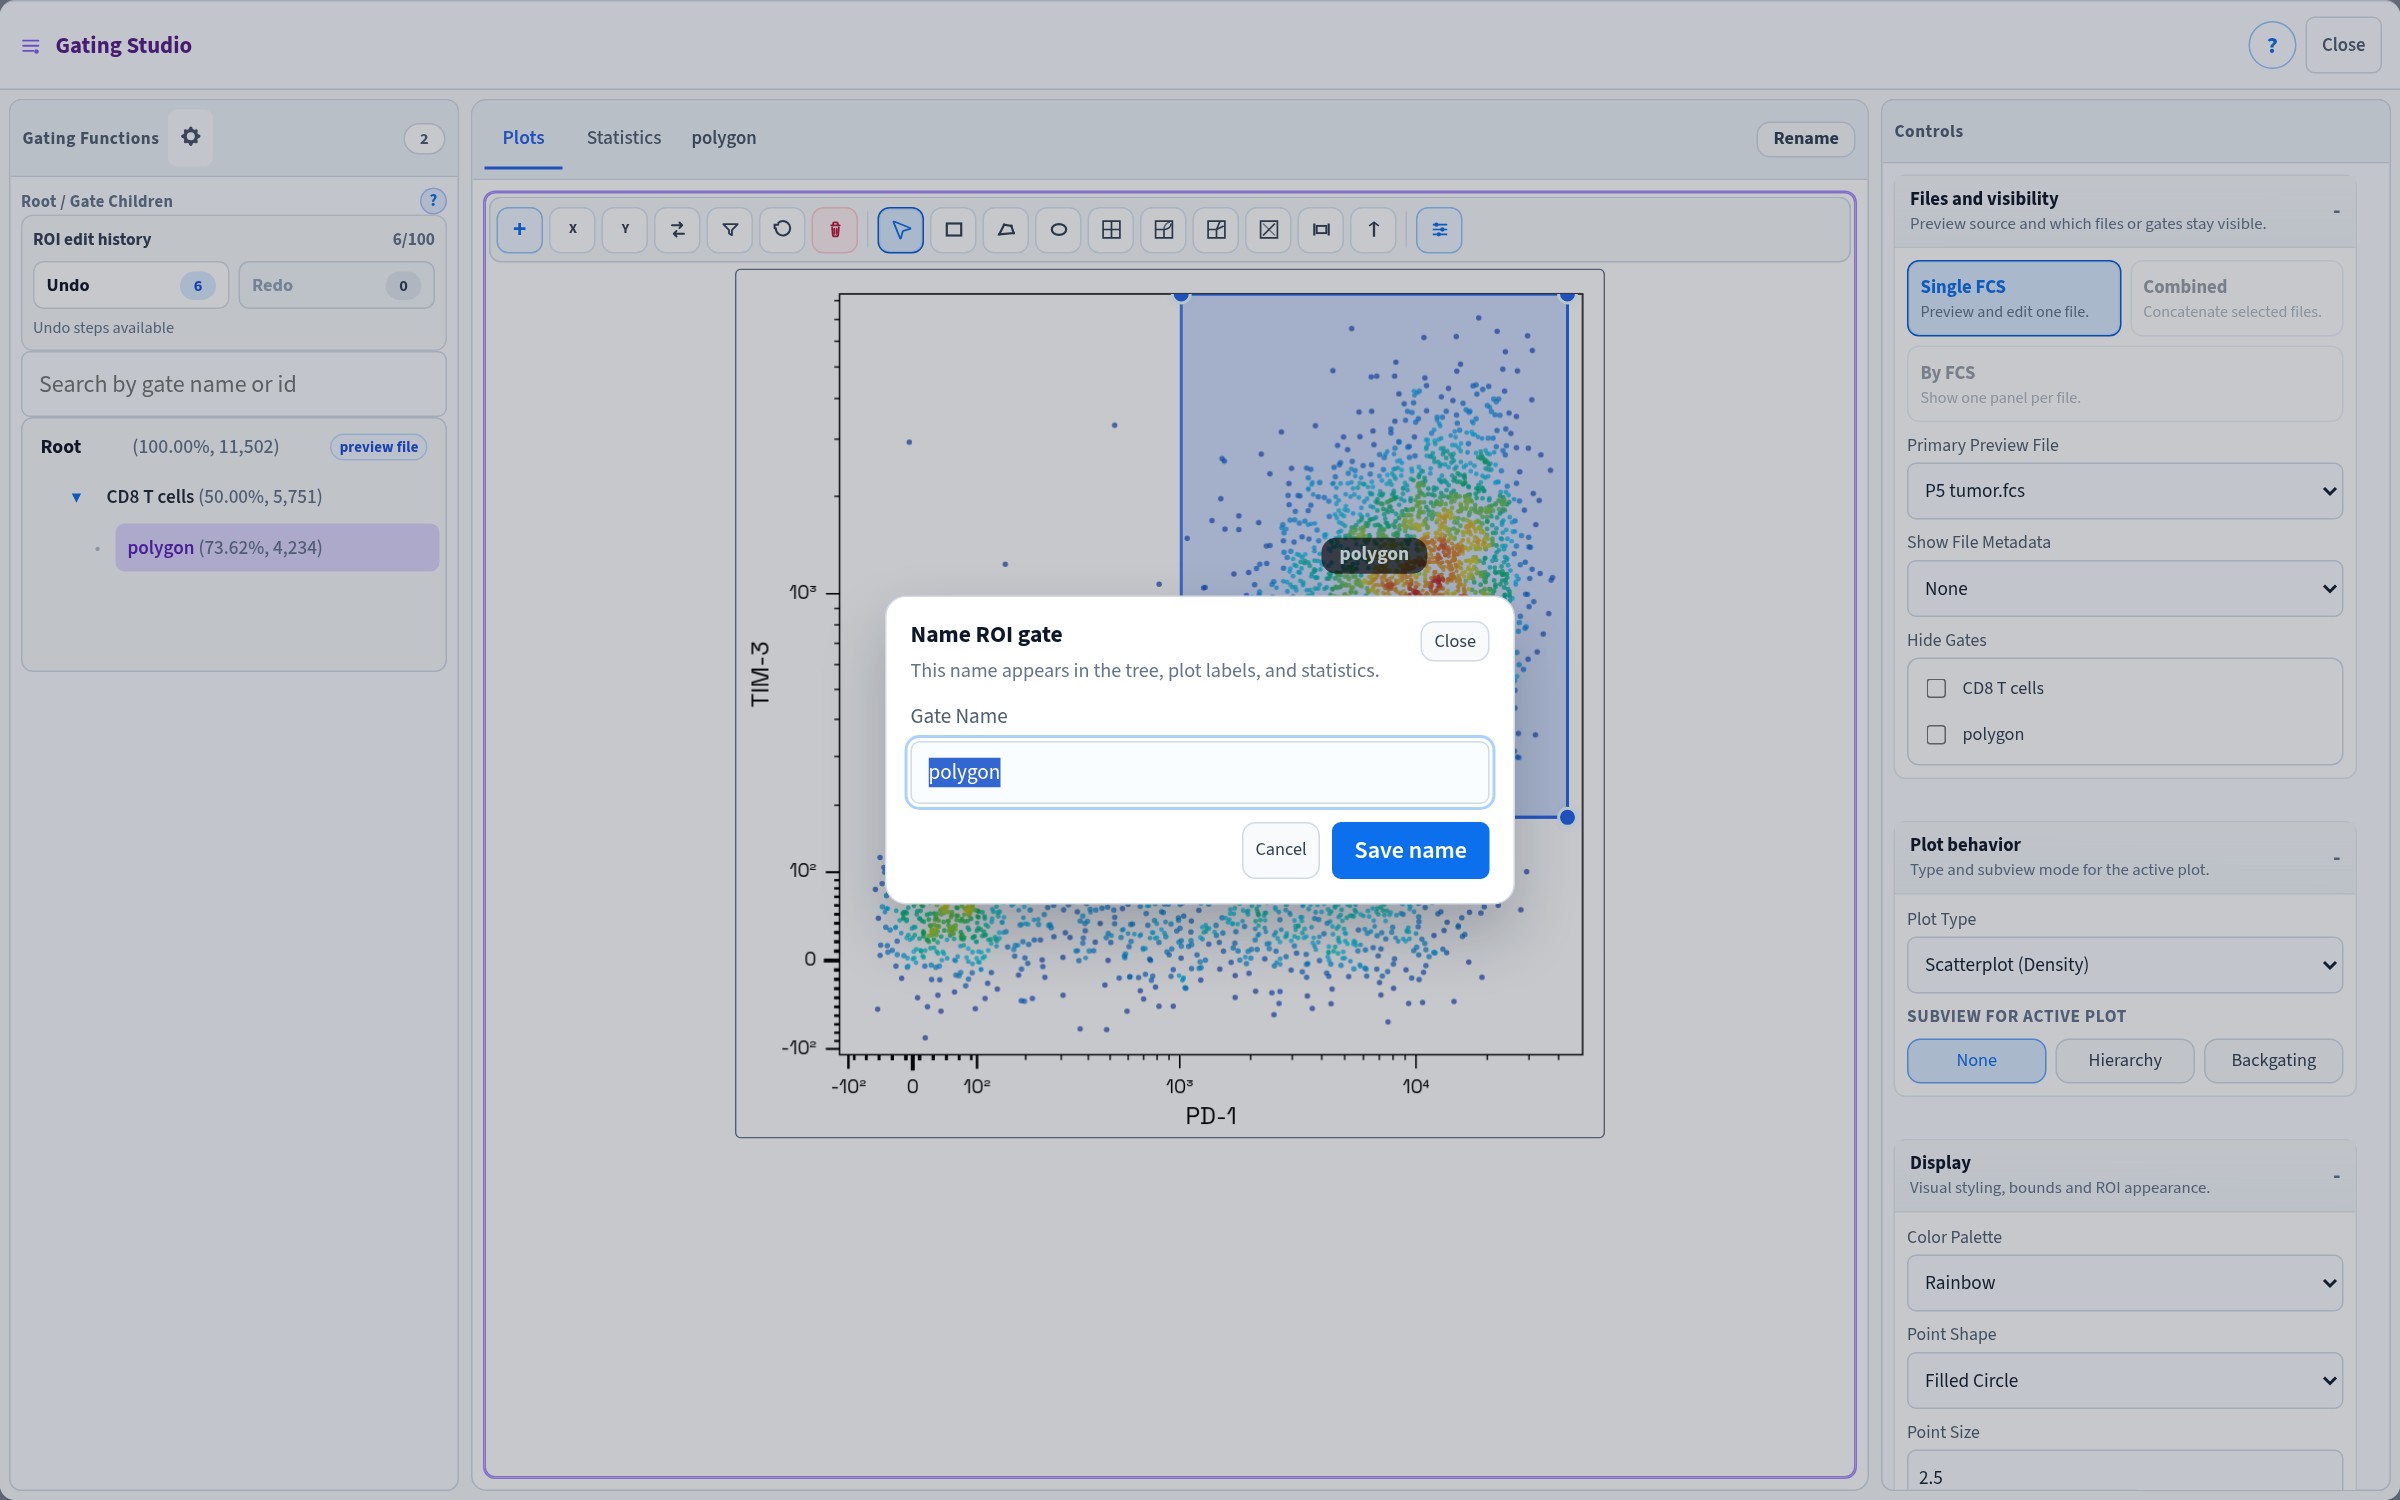 Gating Studio
?
Close
Gating Functions
2
Root / Gate Children
?
ROI edit history
6/100
Undo
6
Redo
0
Undo steps available
Search by gate name or id
Root (100.00%, 11,502) preview file
CD8 T cells (50.00%, 5,751)
polygon (73.62%, 4,234)
Plots
Statistics
polygon
Rename
X
Y
polygon
10³
10²
0
-10²
TIM-3
-10²
0
10²
10³
10⁴
PD-1
Name ROI gate
Close
This name appears in the tree, plot labels, and statistics.
Gate Name
polygon
Cancel
Save name
Controls
Files and visibility
Preview source and which files or gates stay visible.
Single FCS
Preview and edit one file.
Combined
Concatenate selected files.
By FCS
Show one panel per file.
Primary Preview File
P5 tumor.fcs
Show File Metadata
None
Hide Gates
CD8 T cells
polygon
Plot behavior
Type and subview mode for the active plot.
Plot Type
Scatterplot (Density)
SUBVIEW FOR ACTIVE PLOT
None
Hierarchy
Backgating
Display
Visual styling, bounds and ROI appearance.
Color Palette
Rainbow
Point Shape
Filled Circle
Point Size
2.5